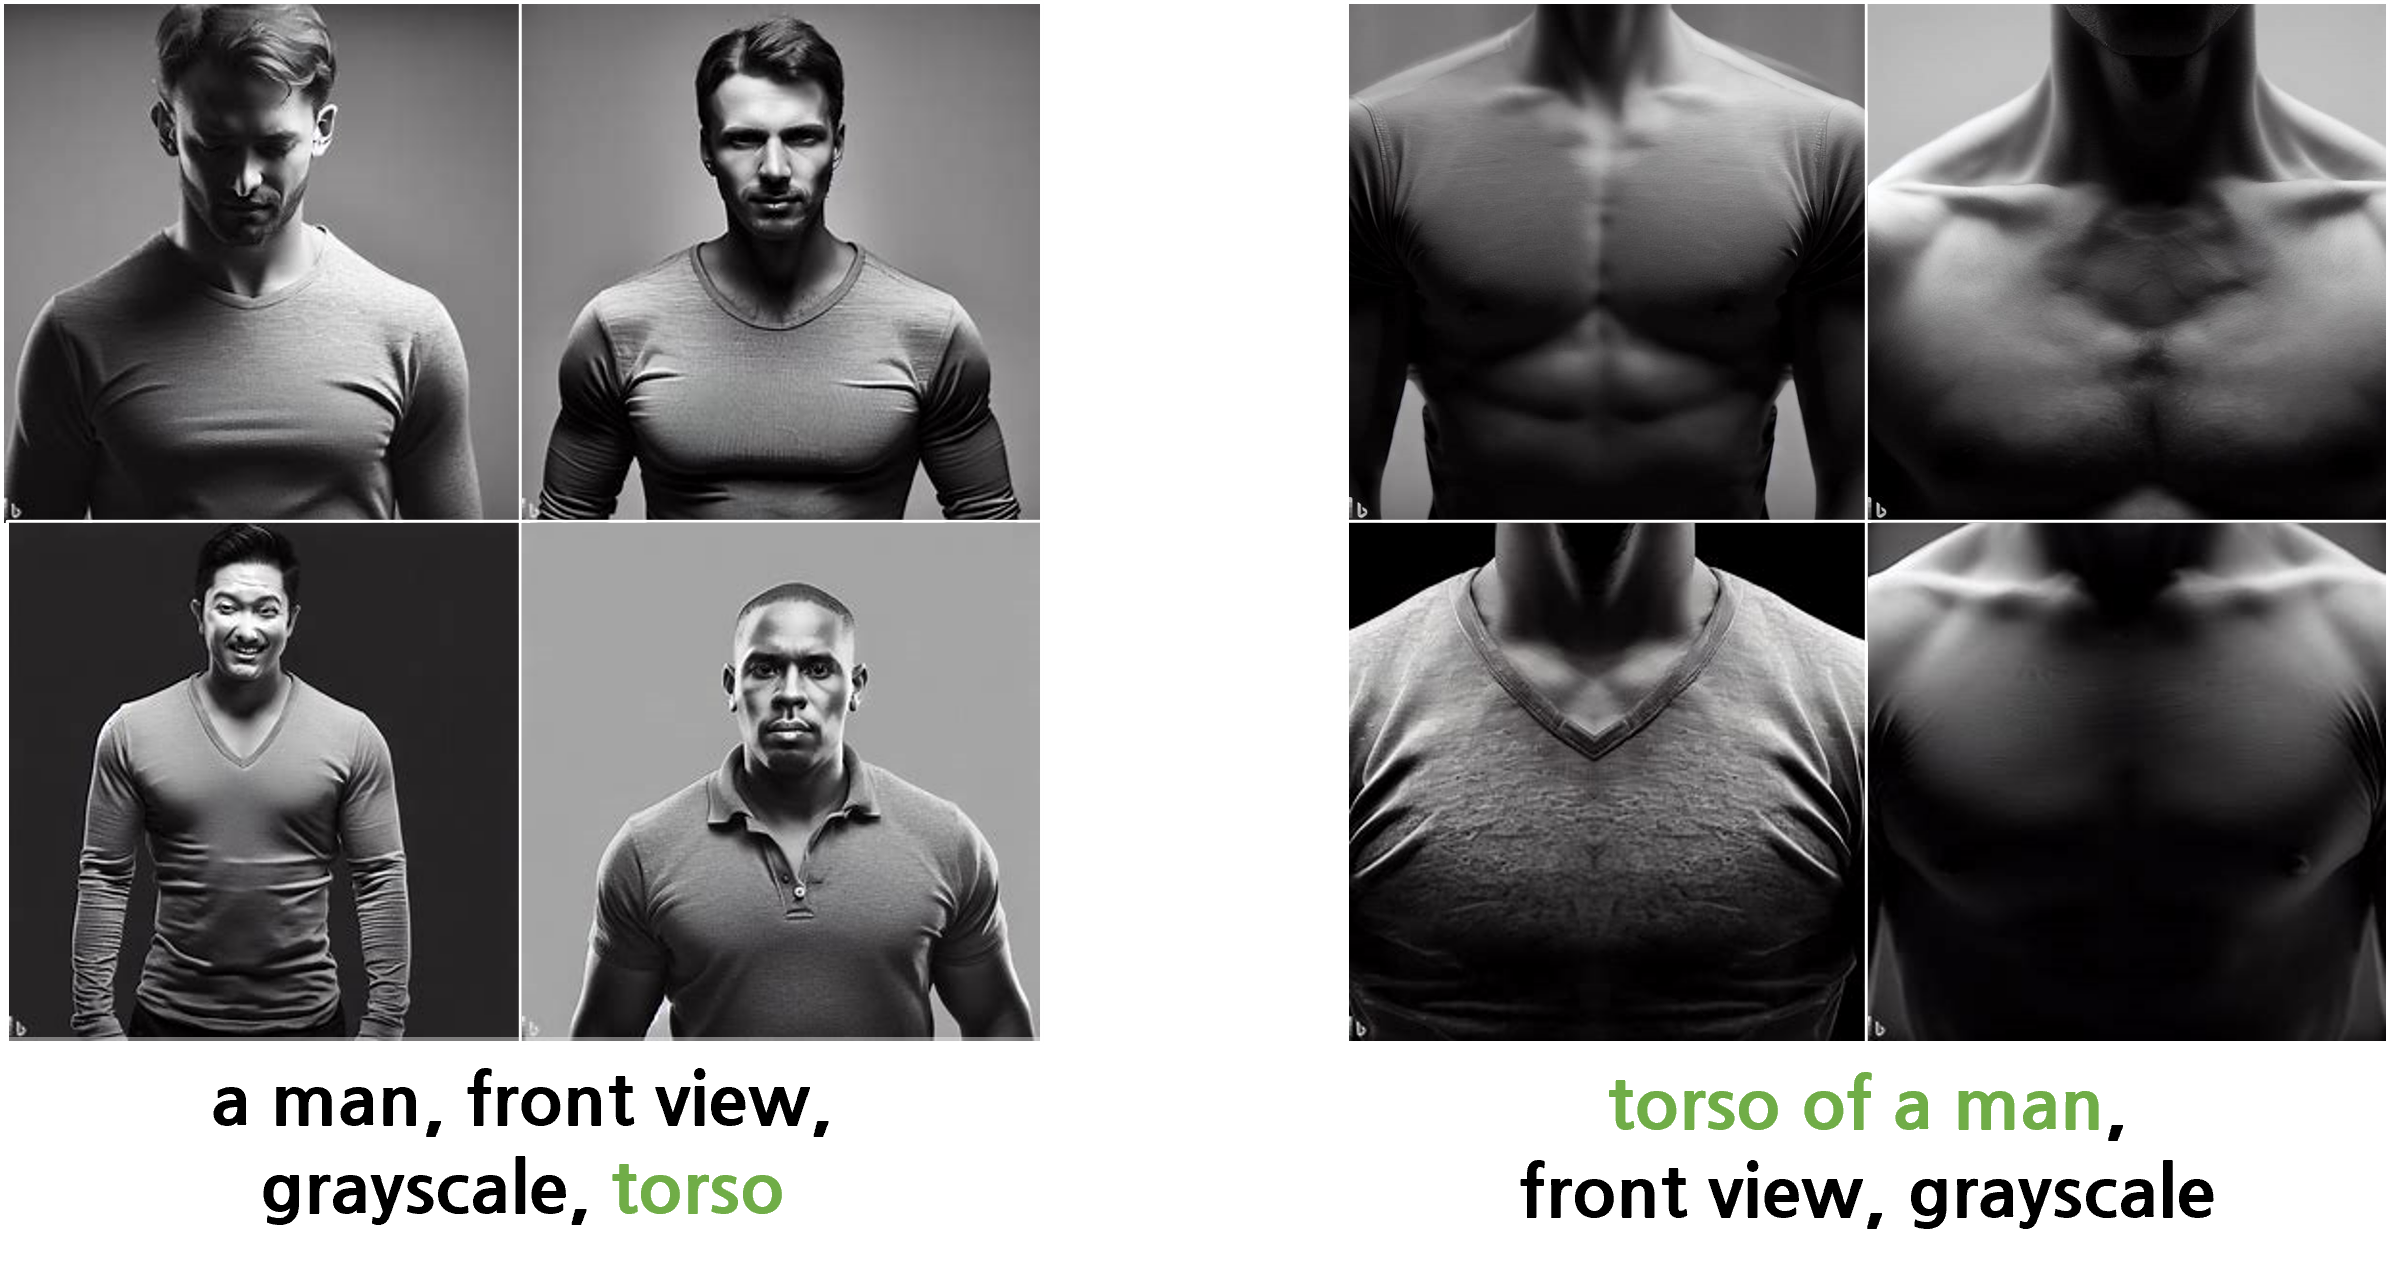 a man, front view,
grayscale, torso
torso of a man,
front view, grayscale